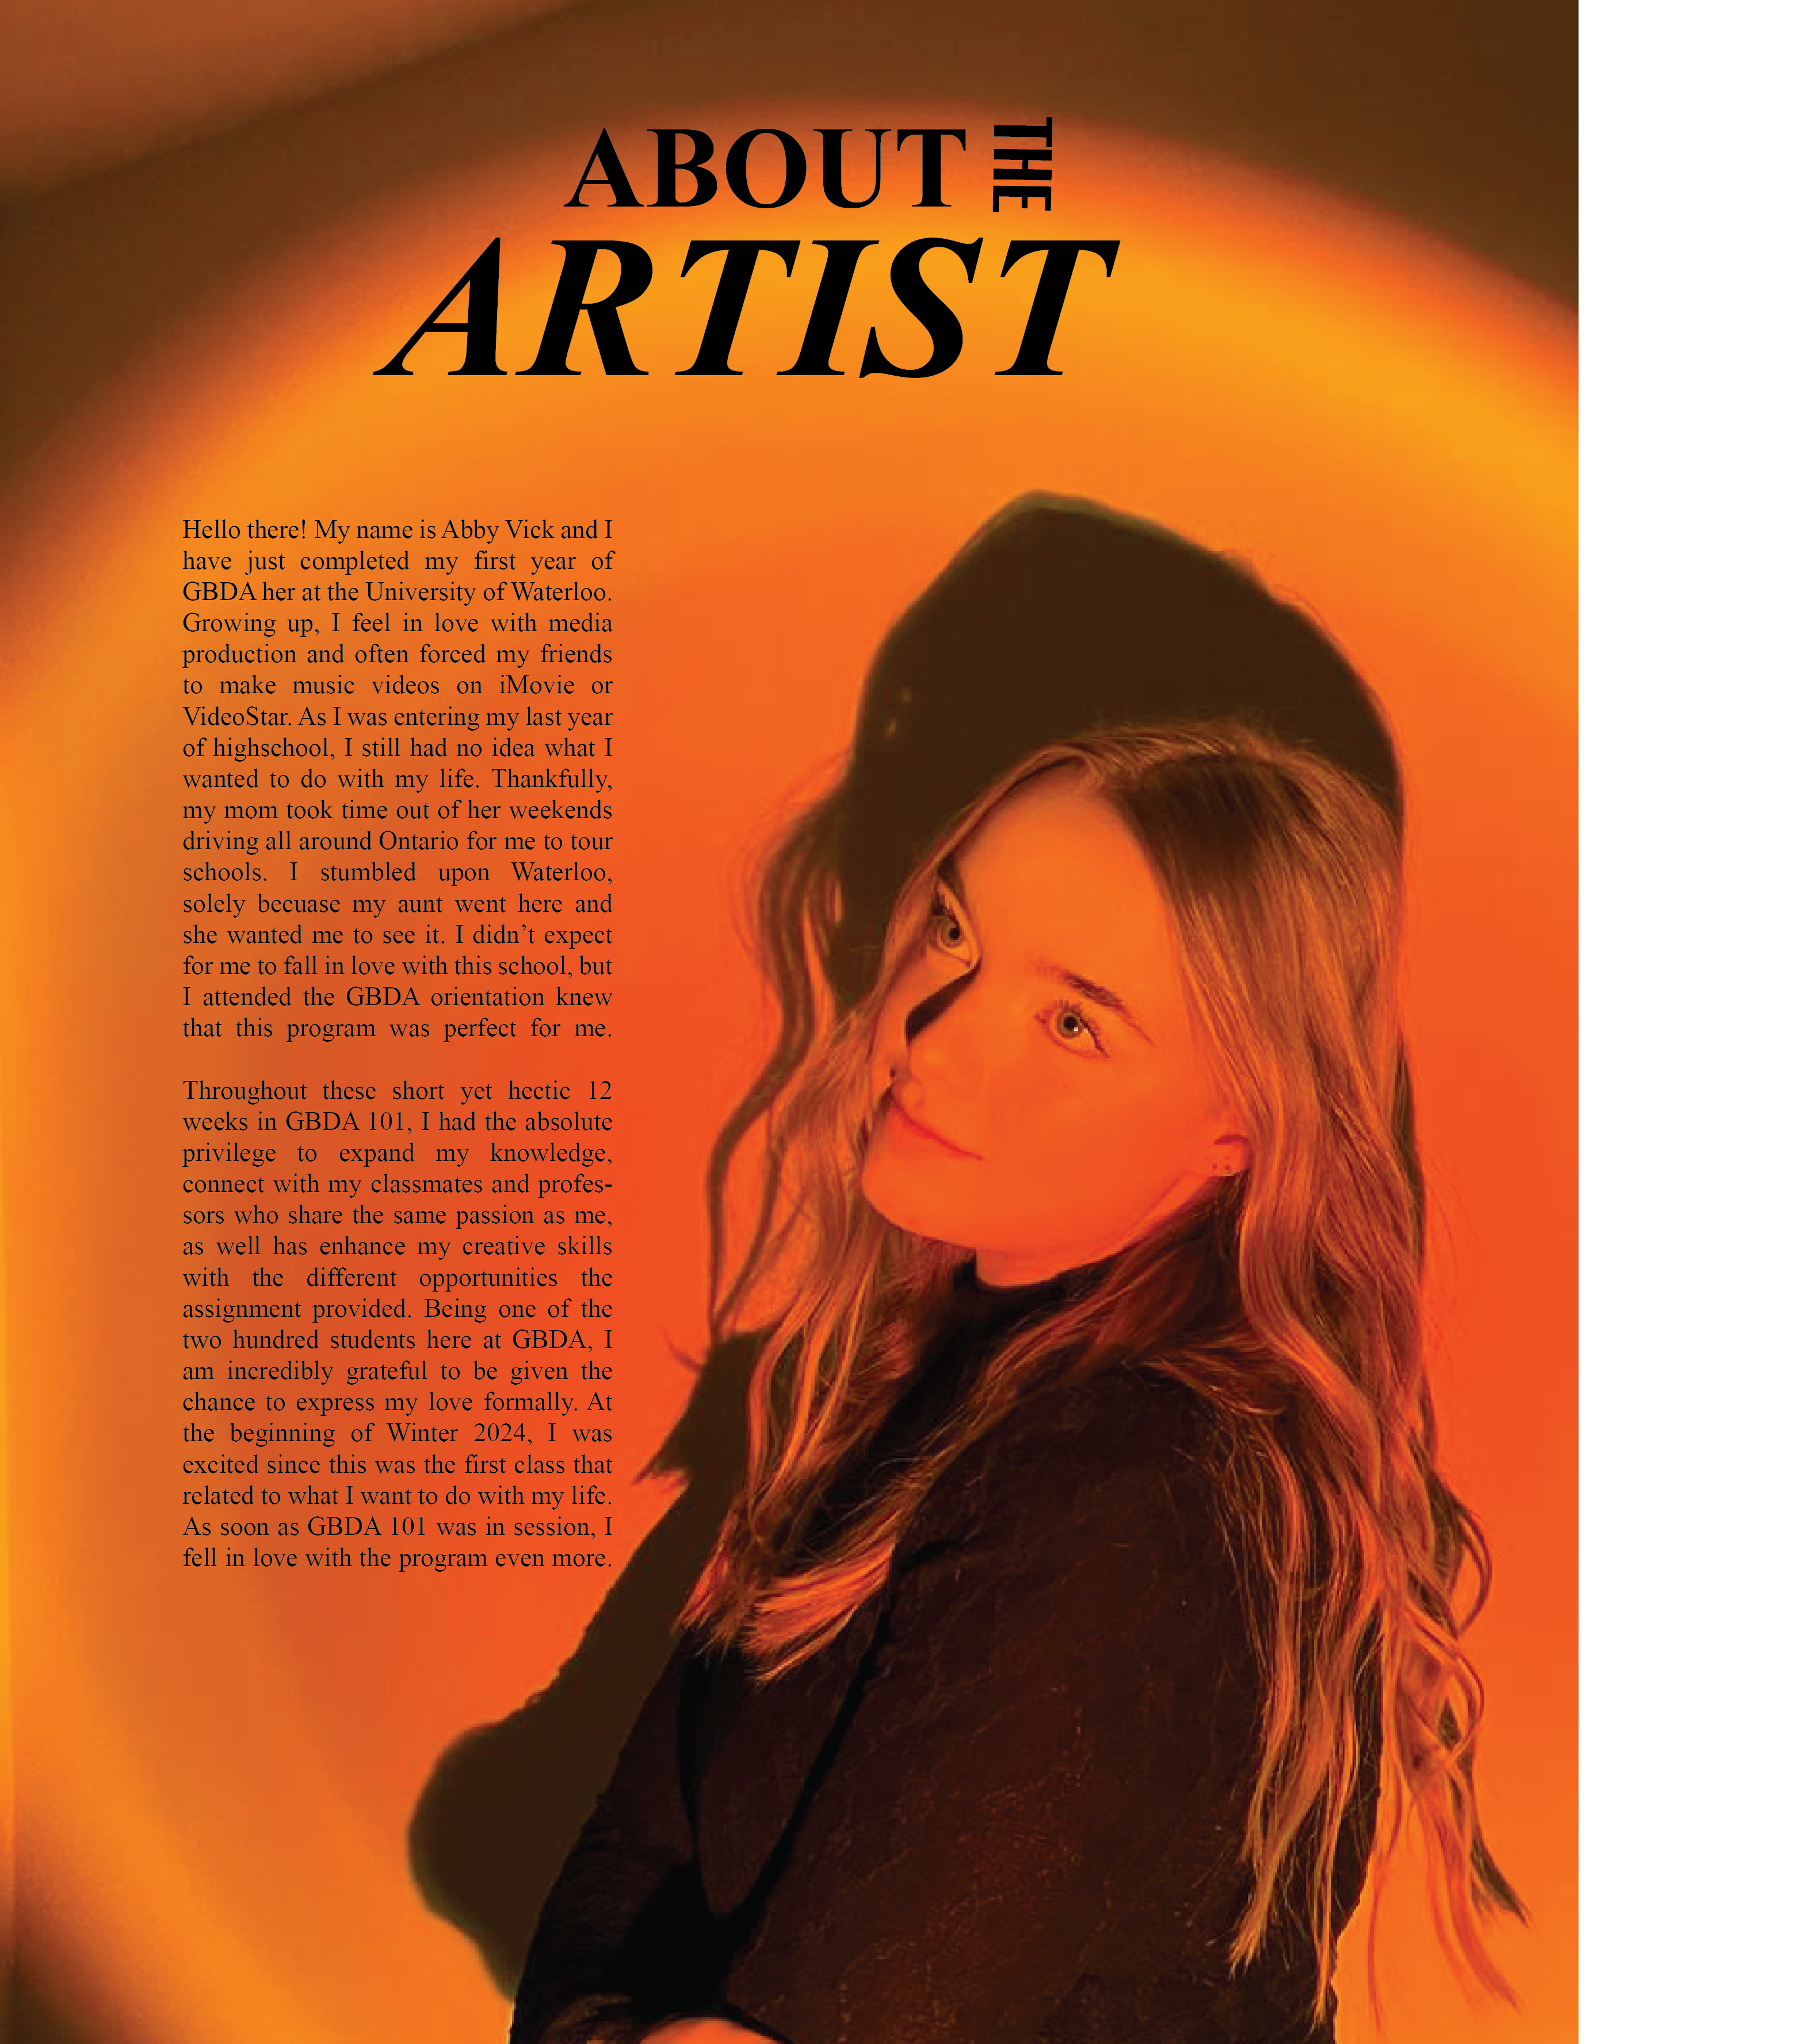 ABOUT THE
ARTIST
Hello there! My name is Abby Vick and I
have just completed my first year of
GBDA her at the University of Waterloo.
Growing up, I feel in love with media
production and often forced my friends
to make music videos on iMovie or
VideoStar. As I was entering my last year
of highschool, I still had no idea what I
wanted to do with my life. Thankfully,
my mom took time out of her weekends
driving all around Ontario for me to tour
schools. I stumbled upon Waterloo,
solely becuase my aunt went here and
she wanted me to see it. I didn’t expect
for me to fall in love with this school, but
I attended the GBDA orientation knew
that this program was perfect for me.
Throughout these short yet hectic 12
weeks in GBDA 101, I had the absolute
privilege to expand my knowledge,
connect with my classmates and profes-
sors who share the same passion as me,
as well has enhance my creative skills
with the different opportunities the
assignment provided. Being one of the
two hundred students here at GBDA, I
am incredibly grateful to be given the
chance to express my love formally. At
the beginning of Winter 2024, I was
excited since this was the first class that
related to what I want to do with my life.
As soon as GBDA 101 was in session, I
fell in love with the program even more.